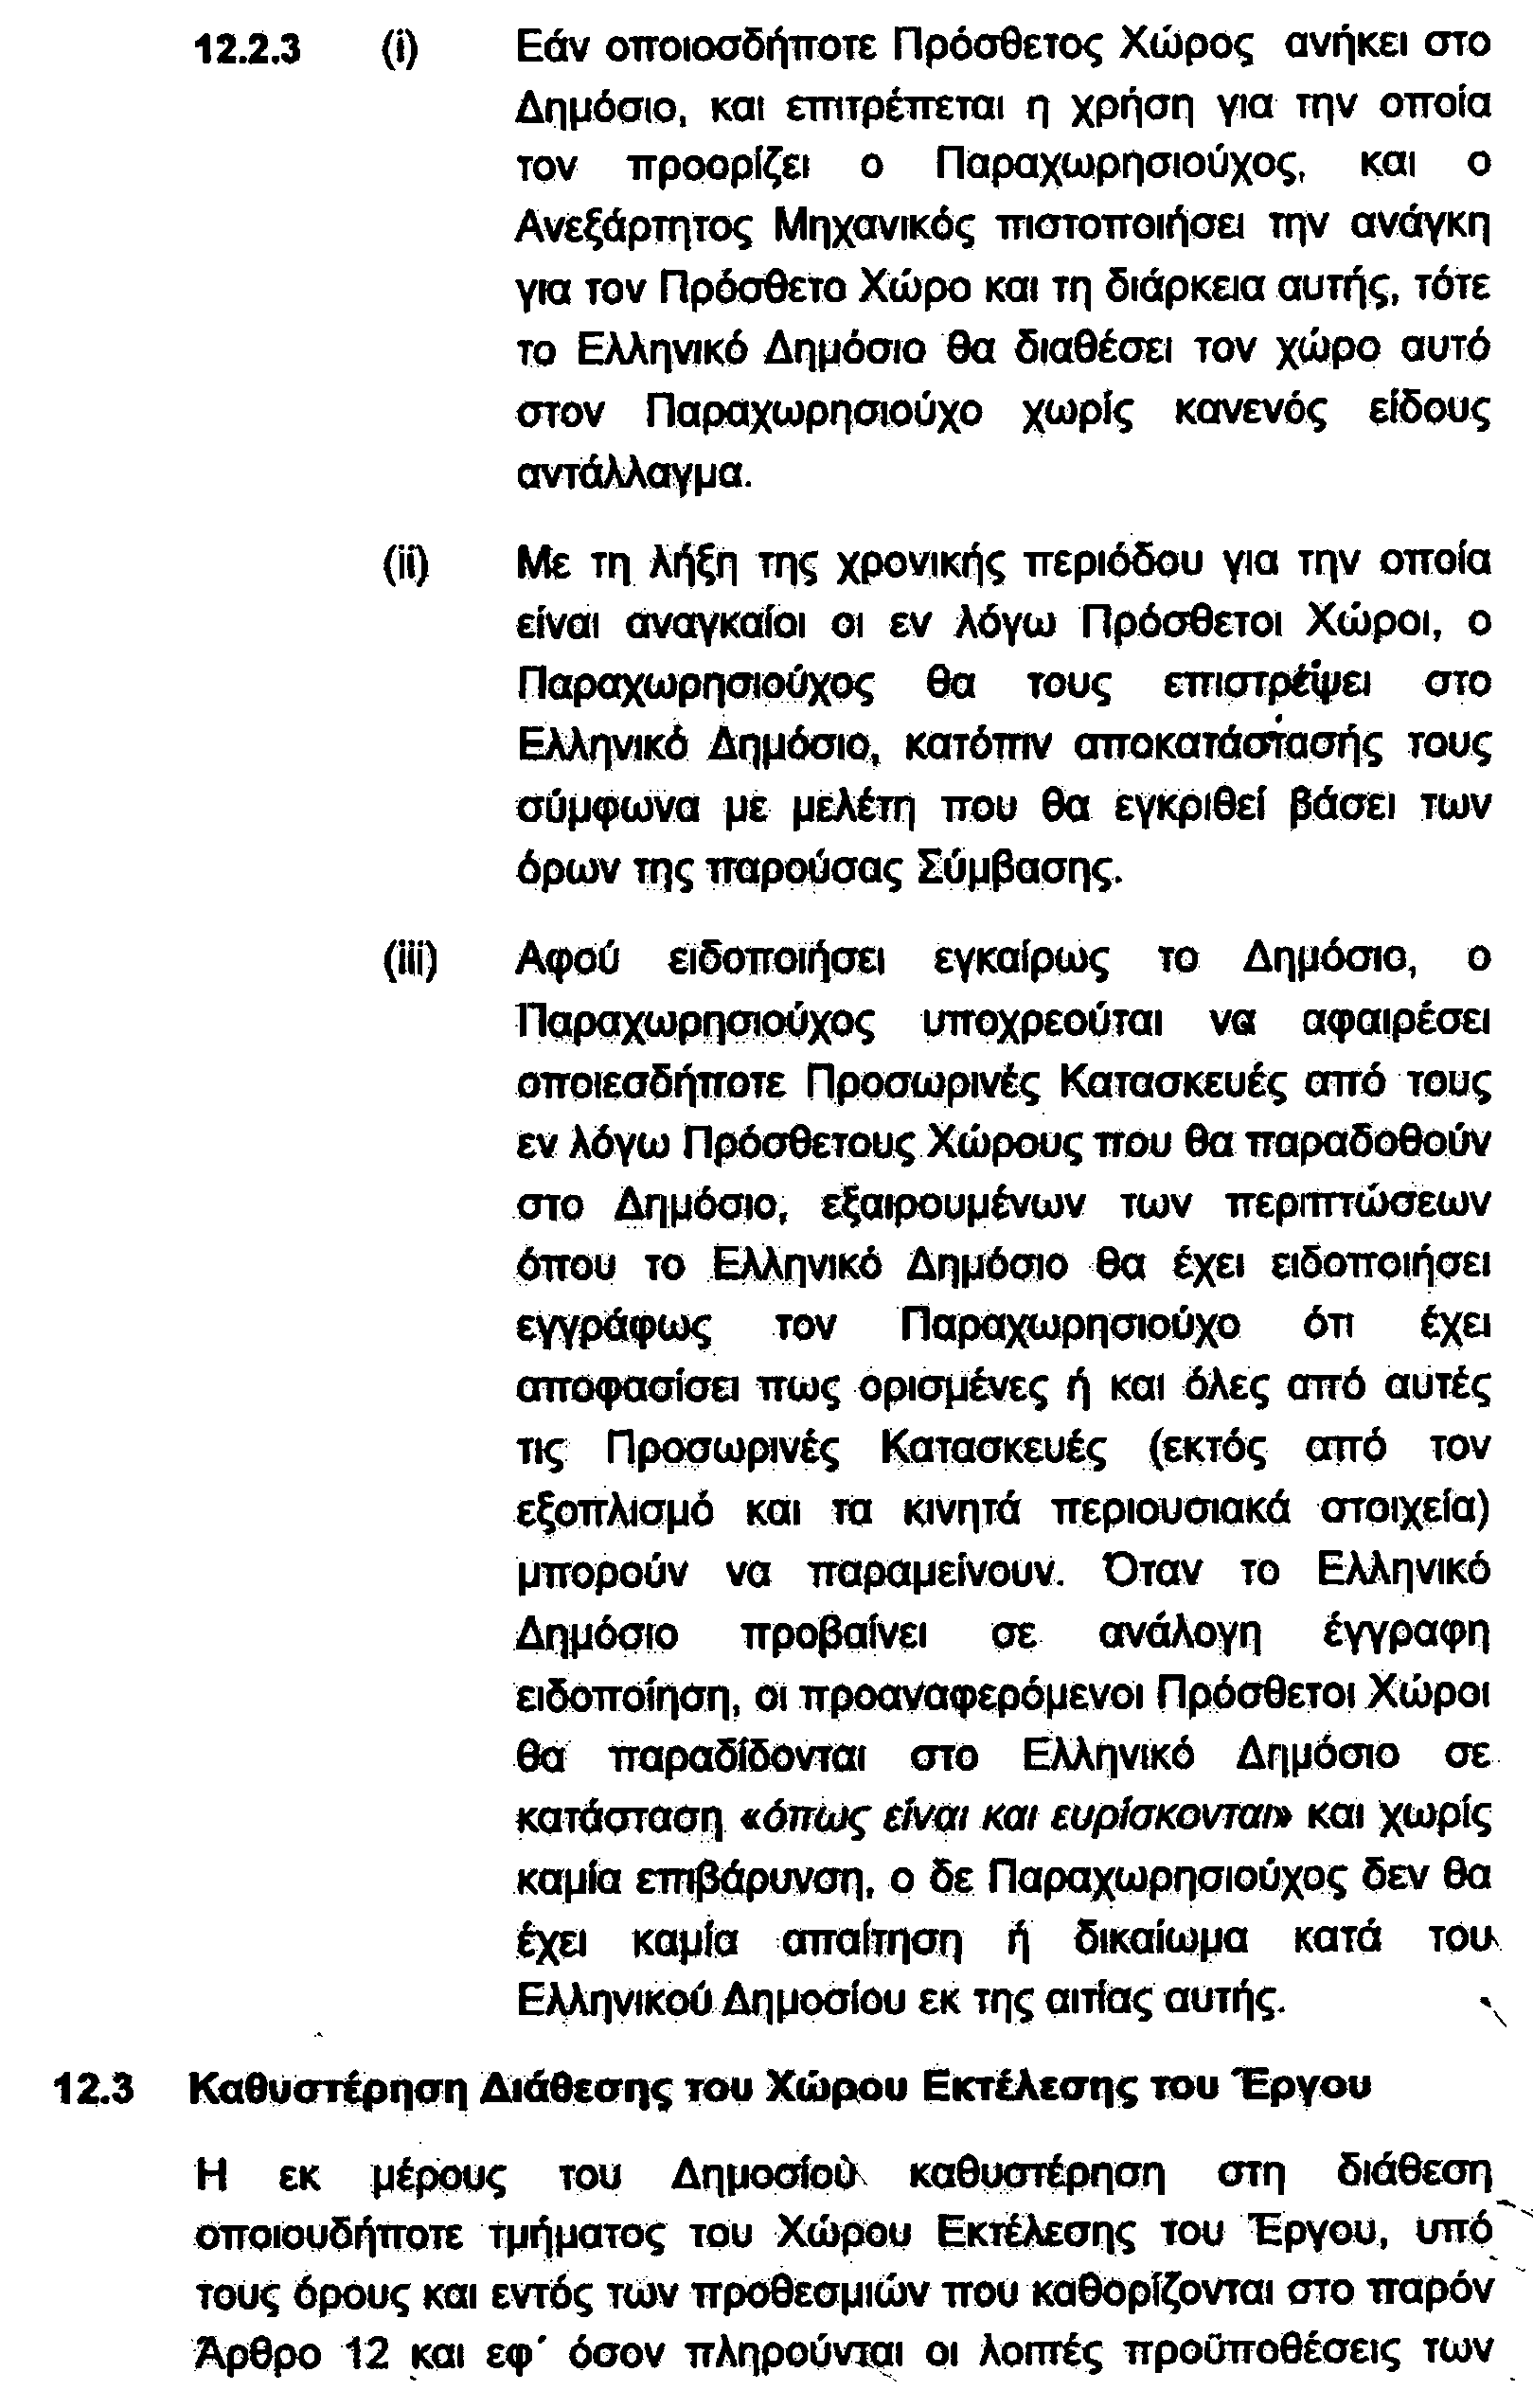 12.2.3 (i) Εάν οποιοσδήποτε Πρόσθετος Χώρος ανήκει στο
Δημόσιο, και επιτρέπεται η χρήση για την οποία
τον προορίζει ο Παραχωρησιούχος, και ο
Ανεξάρτητος Μηχανικός πιστοποιήσει την ανάγκη
για τον Πρόσθετο Χώρο και τη διάρκεια αυτής, τότε
το Ελληνικό Δημόσιο θα διαθέσει τον χώρο αυτό
στον Παραχωρησιούχο χωρίς κανενός είδους
αντάλλαγμα.
(ii) Με τη λήξη της χρονικής περιόδου για την οποία
είναι αναγκαίοι οι εν λόγω Πρόσθετοι Χώροι, ο
Παραχωρησιούχος θα τους επιστρέψει στο
Ελληνικό Δημόσιο, κατόπιν αποκατάστασής τους
σύμφωνα με μελέτη που θα εγκριθεί βάσει των
όρων της παρούσας Σύμβασης.
(iii) Αφού ειδοποιήσει εγκαίρως το Δημόσιο, ο
Παραχωρησιούχος υποχρεούται να αφαιρέσει
οποιεσδήποτε Προσωρινές Κατασκευές από τους
εν λόγω Πρόσθετους Χώρους που θα παραδοθούν
στο Δημόσιο, εξαιρουμένων των περιπτώσεων
όπου το Ελληνικό Δημόσιο θα έχει ειδοποιήσει
εγγράφως τον Παραχωρησιούχο ότι έχει
αποφασίσει πως ορισμένες ή και όλες από αυτές
τις Προσωρινές Κατασκευές (εκτός από τον
εξοπλισμό και τα κινητά περιουσιακά στοιχεία)
μπορούν να παραμείνουν. Όταν το Ελληνικό
Δημόσιο προβαίνει σε ανάλογη έγγραφη
ειδοποίηση, οι προαναφερόμενοι Πρόσθετοι Χώροι
θα παραδίδονται στο Ελληνικό Δημόσιο σε
κατάσταση «όπως είναι και ευρίσκονται» και χωρίς
καμία επιβάρυνση, ο δε Παραχωρησιούχος δεν θα
έχει καμία απαίτηση ή δικαίωμα κατά του
Ελληνικού Δημοσίου εκ της αιτίας αυτής.
12.3 Καθυστέρηση Διάθεσης του Χώρου Εκτέλεσης του Έργου
Η εκ μέρους του Δημοσίου καθυστέρηση στη διάθεση
οποιουδήποτε τμήματος του Χώρου Εκτέλεσης του Έργου, υπό
τους όρους και εντός των προθεσμιών που καθορίζονται στο παρόν
Άρθρο 12 και εφ΄ όσον πληρούνται οι λοιπές προϋποθέσεις των